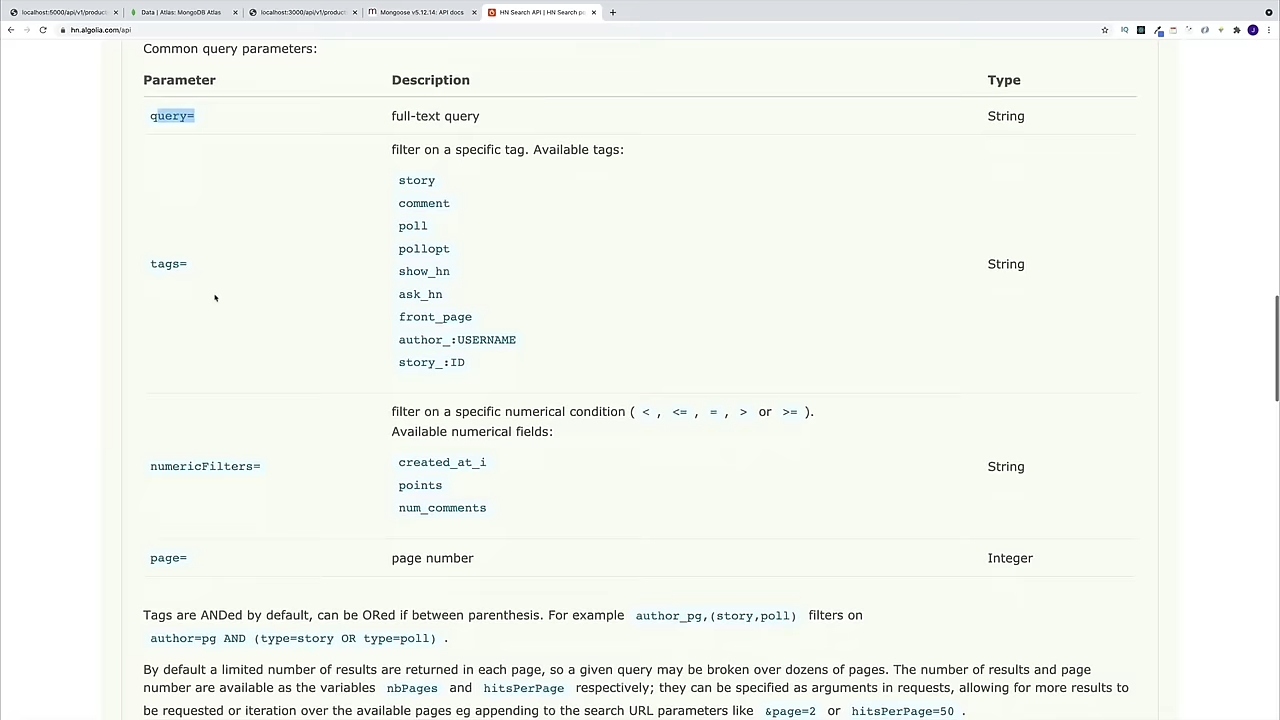 localhost:5000/api/v1/product
Data | Atlas: MongoDB Atlas
localhost:3000/api/v1/product
Mongoose v5.12.14: API docs
HN Search API | HN Search po
hn.algolia.com/api
Common query parameters:
Parameter Description Type
query= full-text query String
filter on a specific tag. Available tags:
story
comment
poll
pollopt
tags= String
show_hn
ask_hn
front_page
author_:USERNAME
story_:ID
filter on a specific numerical condition ( < , <= , = , > or >= ).
Available numerical fields:
created_at_i
numericFilters= String
points
num_comments
page= page number Integer
Tags are ANDed by default, can be ORed if between parenthesis. For example author_pg,(story,poll) filters on
author=pg AND (type=story OR type=poll) .
By default a limited number of results are returned in each page, so a given query may be broken over dozens of pages. The number of results and page
number are available as the variables nbPages and hitsPerPage respectively; they can be specified as arguments in requests, allowing for more results to
be requested or iteration over the available pages eg appending to the search URL parameters like &page=2 or hitsPerPage=50 .